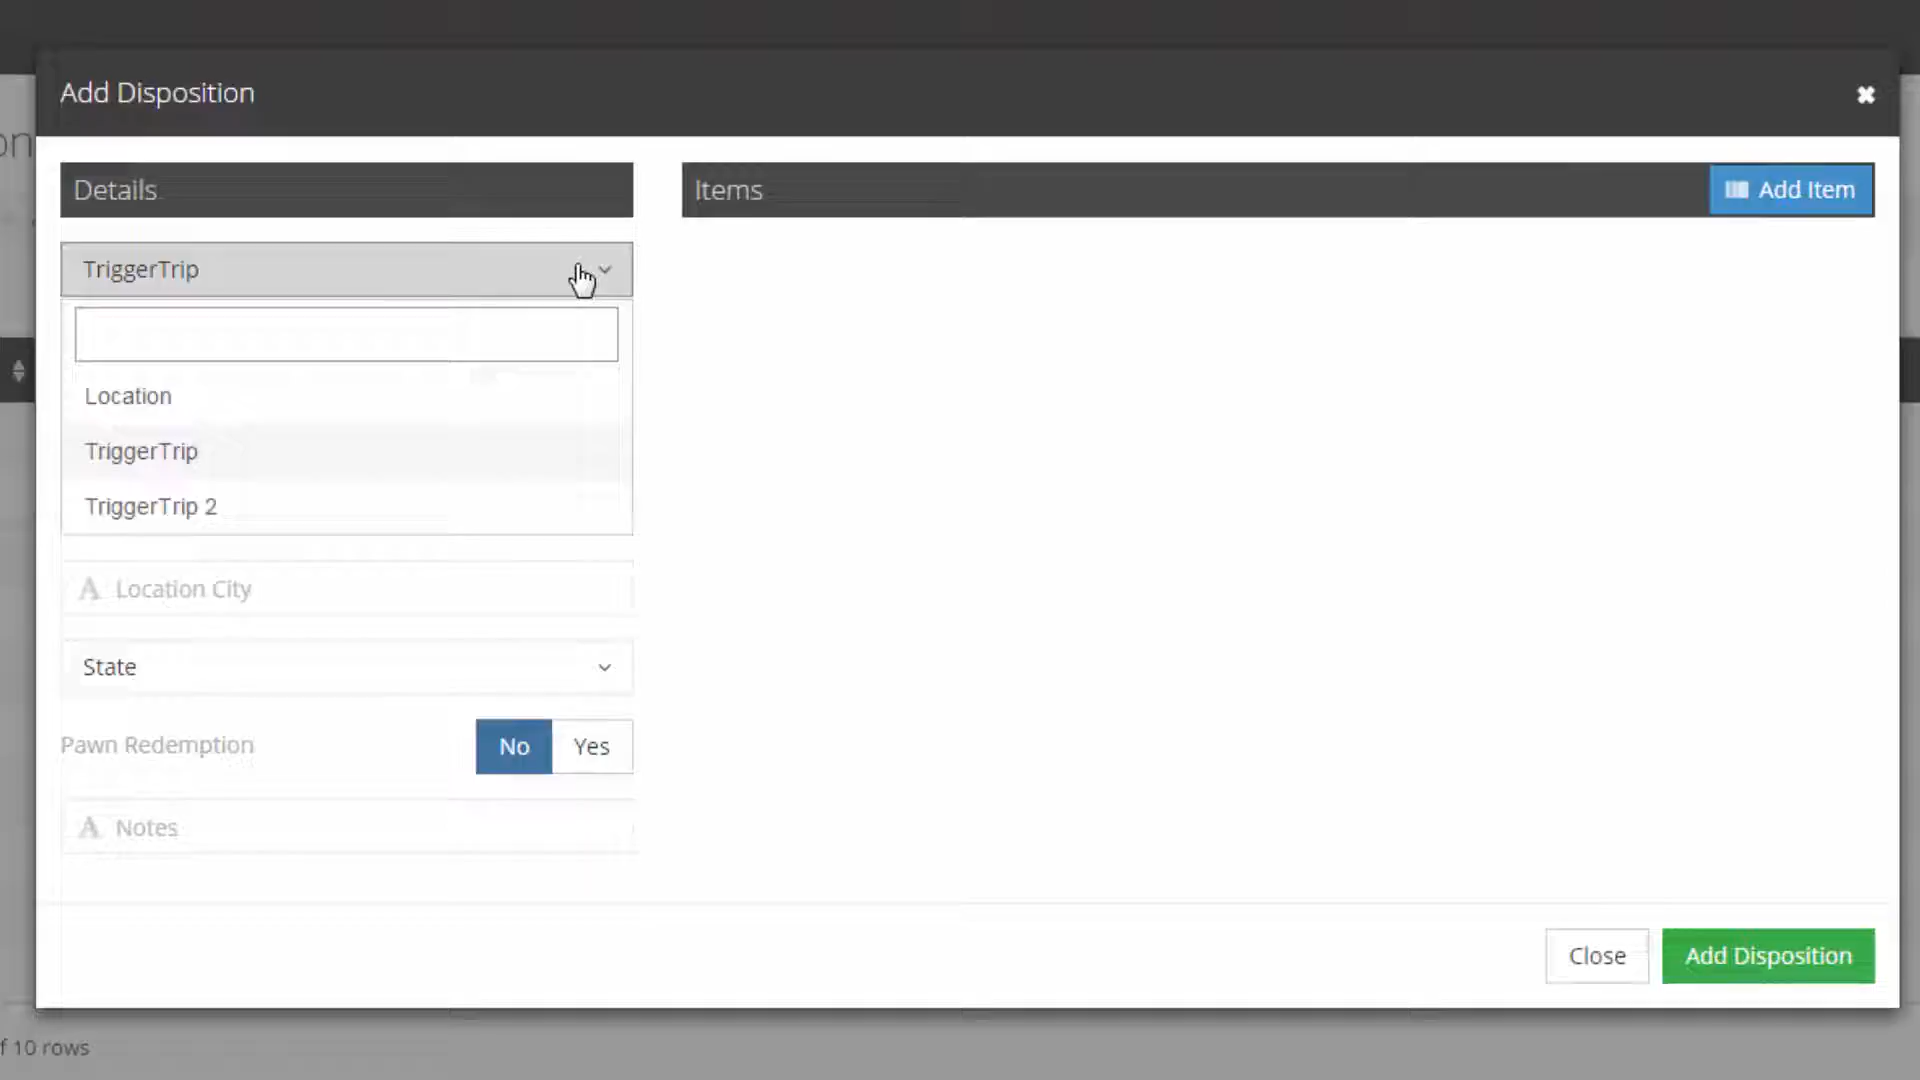 Add Disposition
on
Details
Items
Add Item
TriggerTrip
Location
TriggerTrip
TriggerTrip 2
Location City
State
Pawn Redemption
No
Yes
Notes
Close
Add Disposition
f 10 rows